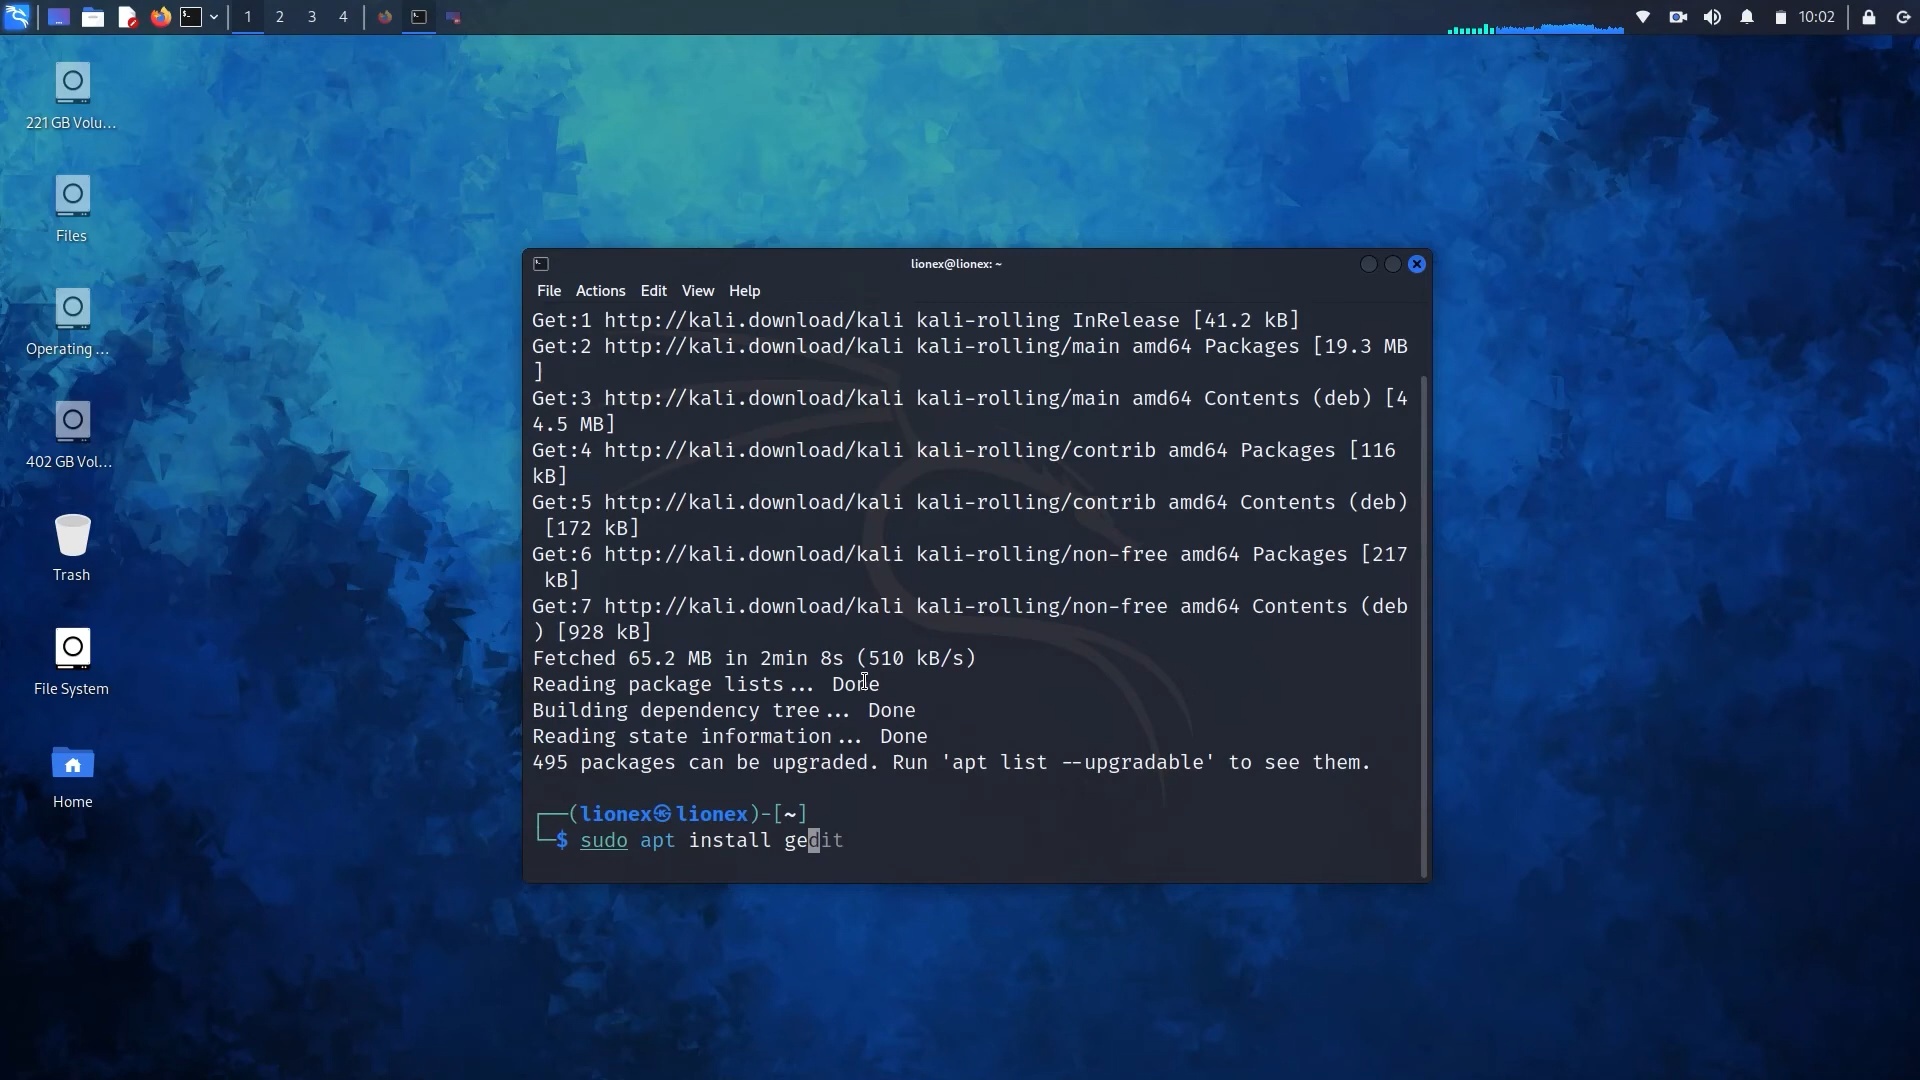 1 2 3 4
10:02
221 GB Volu...
Files
Operating ...
402 GB Vol...
Trash
File System
Home
lionex@lionex: ~
File Actions Edit View Help
Get:1 http://kali.download/kali kali-rolling InRelease [41.2 kB]
Get:2 http://kali.download/kali kali-rolling/main amd64 Packages [19.3 MB
]
Get:3 http://kali.download/kali kali-rolling/main amd64 Contents (deb) [4
4.5 MB]
Get:4 http://kali.download/kali kali-rolling/contrib amd64 Packages [116
kB]
Get:5 http://kali.download/kali kali-rolling/contrib amd64 Contents (deb)
[172 kB]
Get:6 http://kali.download/kali kali-rolling/non-free amd64 Packages [217
kB]
Get:7 http://kali.download/kali kali-rolling/non-free amd64 Contents (deb
) [928 kB]
Fetched 65.2 MB in 2min 8s (510 kB/s)
Reading package lists... Done
Building dependency tree... Done
Reading state information... Done
495 packages can be upgraded. Run 'apt list --upgradable' to see them.
┌──(lionex㉿lionex)-[~]
└─$ sudo apt install gedit